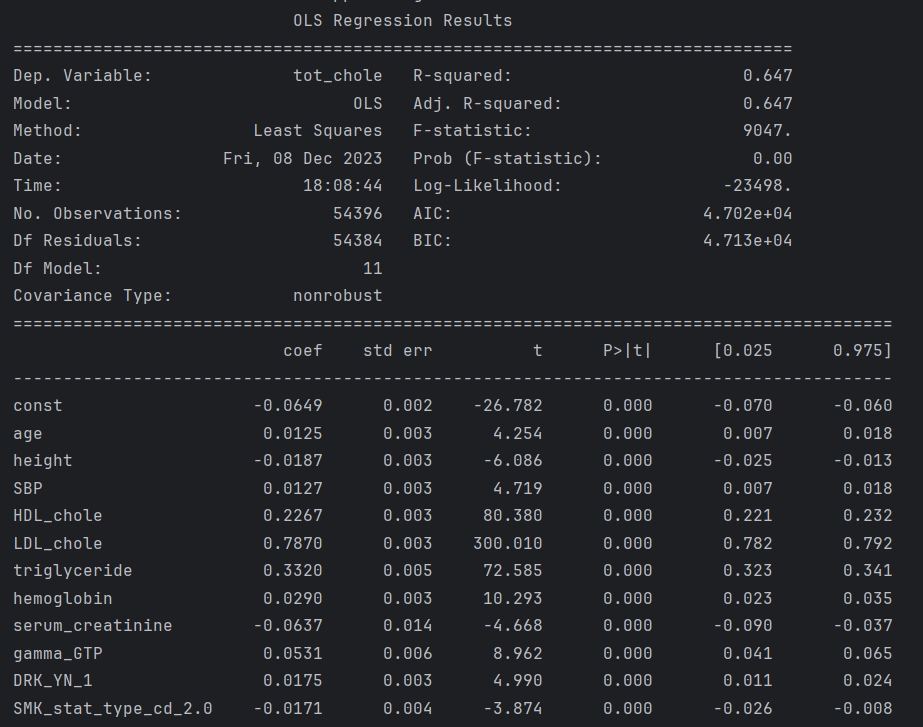 OLS Regression Results
==============================================================================
Dep. Variable: tot_chole R-squared: 0.647
Model: OLS Adj. R-squared: 0.647
Method: Least Squares F-statistic: 9047.
Date: Fri, 08 Dec 2023 Prob (F-statistic): 0.00
Time: 18:08:44 Log-Likelihood: -23498.
No. Observations: 54396 AIC: 4.702e+04
Df Residuals: 54384 BIC: 4.713e+04
Df Model: 11
Covariance Type: nonrobust
========================================================================================
coef std err t P>|t| [0.025 0.975]
----------------------------------------------------------------------------------------
const -0.0649 0.002 -26.782 0.000 -0.070 -0.060
age 0.0125 0.003 4.254 0.000 0.007 0.018
height -0.0187 0.003 -6.086 0.000 -0.025 -0.013
SBP 0.0127 0.003 4.719 0.000 0.007 0.018
HDL_chole 0.2267 0.003 80.380 0.000 0.221 0.232
LDL_chole 0.7870 0.003 300.010 0.000 0.782 0.792
triglyceride 0.3320 0.005 72.585 0.000 0.323 0.341
hemoglobin 0.0290 0.003 10.293 0.000 0.023 0.035
serum_creatinine -0.0637 0.014 -4.668 0.000 -0.090 -0.037
gamma_GTP 0.0531 0.006 8.962 0.000 0.041 0.065
DRK_YN_1 0.0175 0.003 4.990 0.000 0.011 0.024
SMK_stat_type_cd_2.0 -0.0171 0.004 -3.874 0.000 -0.026 -0.008